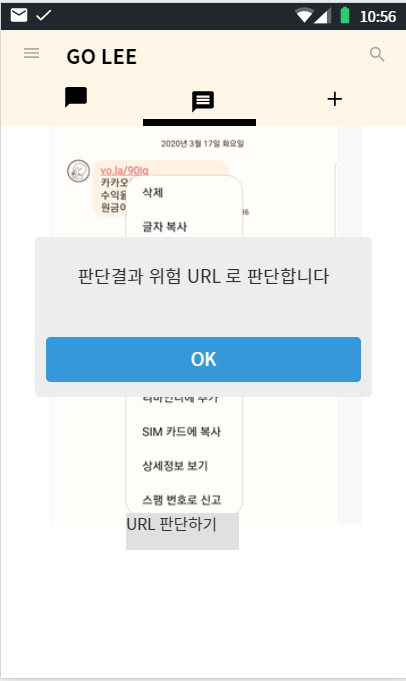 10:56
GO LEE
2020년 3월 17일 화요일
vo.la/90lg
카카오
수익율
원금이
삭제
글자 복사
판단결과 위험 URL 로 판단합니다
OK
SIM 카드에 복사
상세정보 보기
스팸 번호로 신고
URL 판단하기